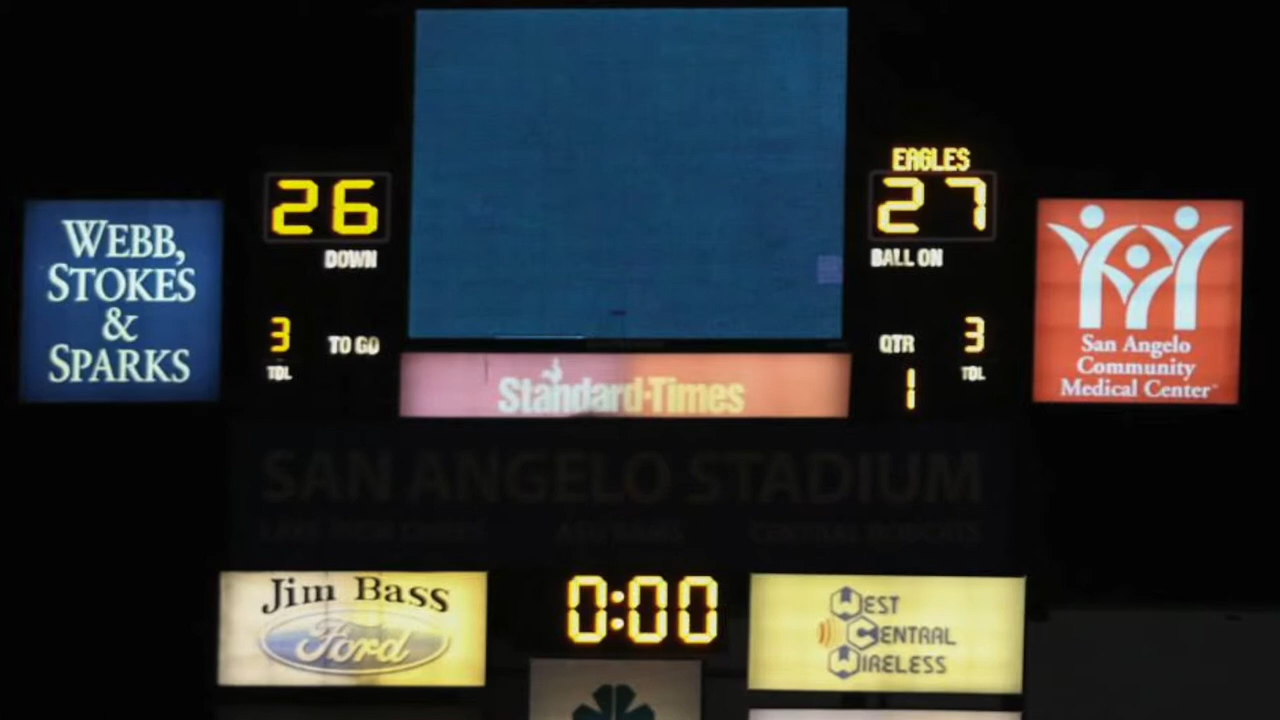 EAGLES
26
27
DOWN
BALL ON
WEBB,
STOKES
&
SPARKS
3
TO GO
TOL
QTR
3
1
TOL
San Angelo
Community
Medical Center
Standard-Times
SAN ANGELO STADIUM
Jim Bass
Ford
0:00
WEST
CENTRAL
WIRELESS